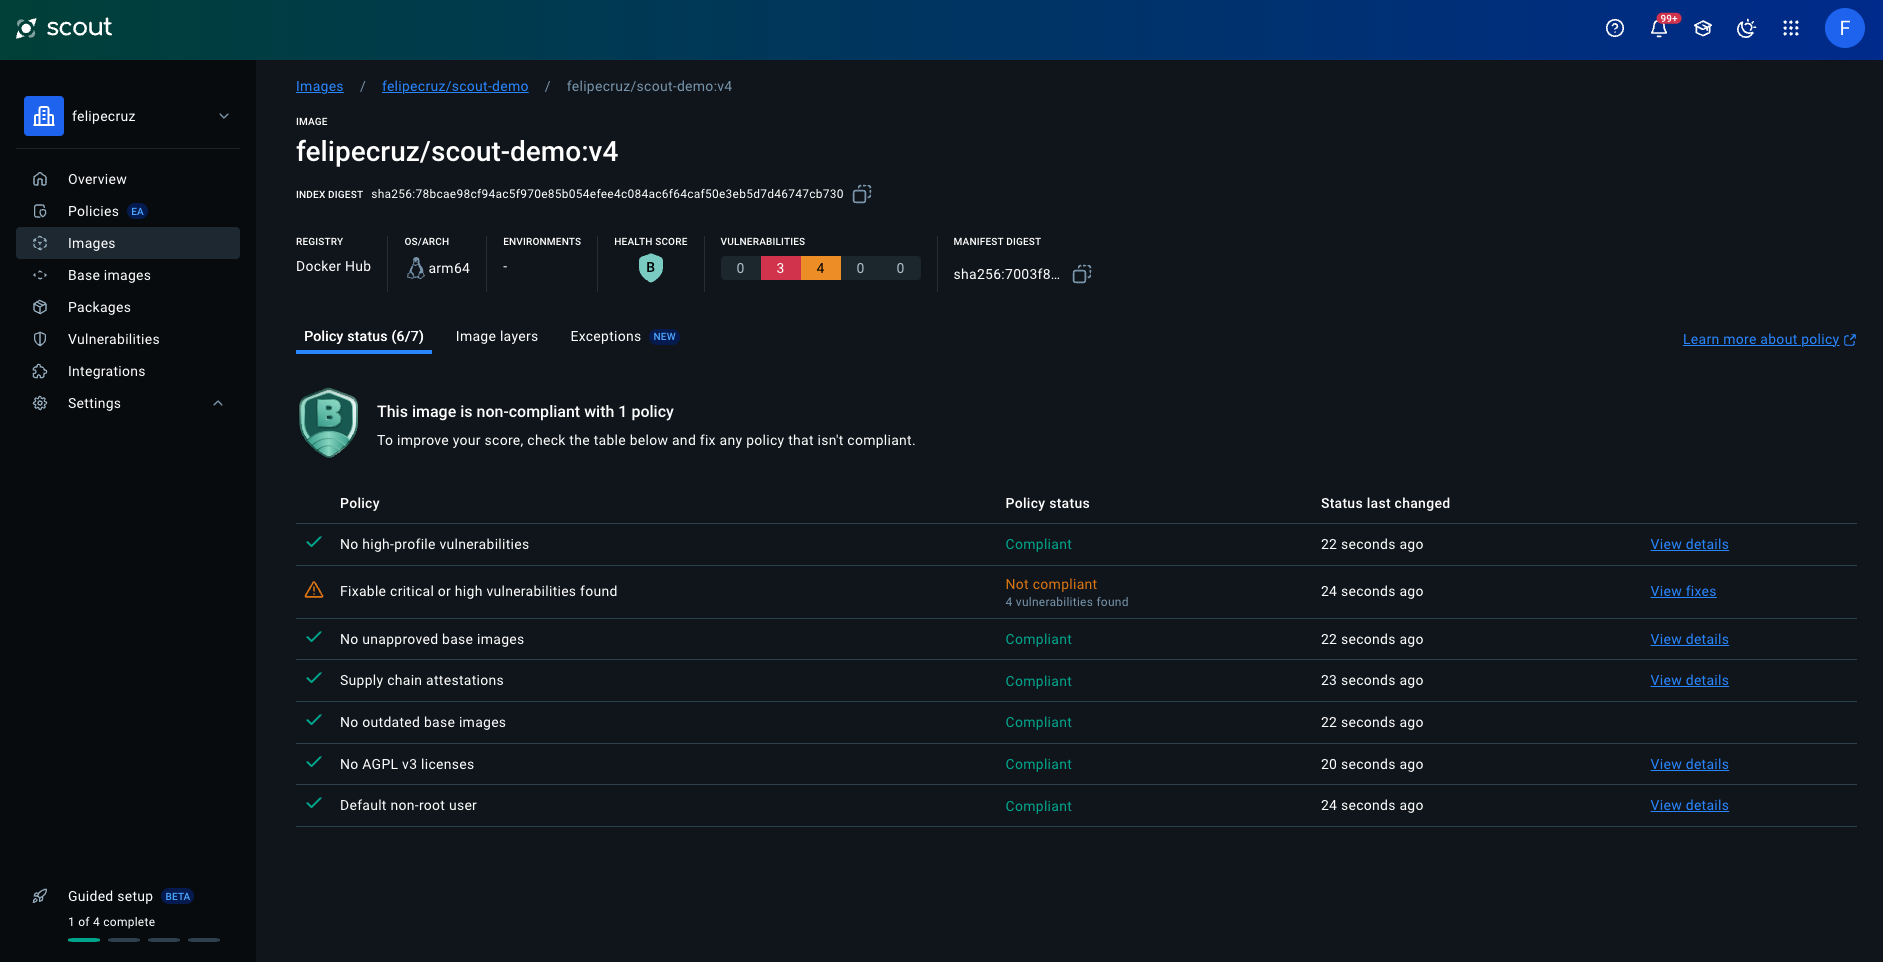 scout
99+
F
felipecruz
Overview
Policies EA
Images
Base images
Packages
Vulnerabilities
Integrations
Settings
Guided setup BETA
1 of 4 complete
Images / felipecruz/scout-demo / felipecruz/scout-demo:v4
IMAGE
felipecruz/scout-demo:v4
INDEX DIGEST sha256:78bcae98cf94ac5f970e85b054efee4c084ac6f64caf50e3eb5d7d46747cb730
REGISTRY
Docker Hub
OS/ARCH
arm64
ENVIRONMENTS
-
HEALTH SCORE
B
VULNERABILITIES
0 3 4 0 0
MANIFEST DIGEST
sha256:7003f8...
Policy status (6/7) Image layers Exceptions NEW
Learn more about policy
B
This image is non-compliant with 1 policy
To improve your score, check the table below and fix any policy that isn't compliant.
Policy Policy status Status last changed
No high-profile vulnerabilities Compliant 22 seconds ago View details
Fixable critical or high vulnerabilities found Not compliant 24 seconds ago View fixes
4 vulnerabilities found
No unapproved base images Compliant 22 seconds ago View details
Supply chain attestations Compliant 23 seconds ago View details
No outdated base images Compliant 22 seconds ago
No AGPL v3 licenses Compliant 20 seconds ago View details
Default non-root user Compliant 24 seconds ago View details